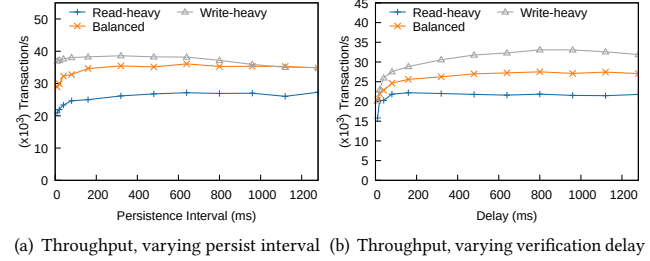 Read-heavy
Write-heavy
Balanced
(x10³) Transaction/s
50
40
30
20
10
0
0 200 400 600 800 1000 1200
Persistence Interval (ms)
(a) Throughput, varying persist interval
Read-heavy
Write-heavy
Balanced
(x10³) Transaction/s
45
40
35
30
25
20
15
10
5
0
0 200 400 600 800 1000 1200
Delay (ms)
(b) Throughput, varying verification delay